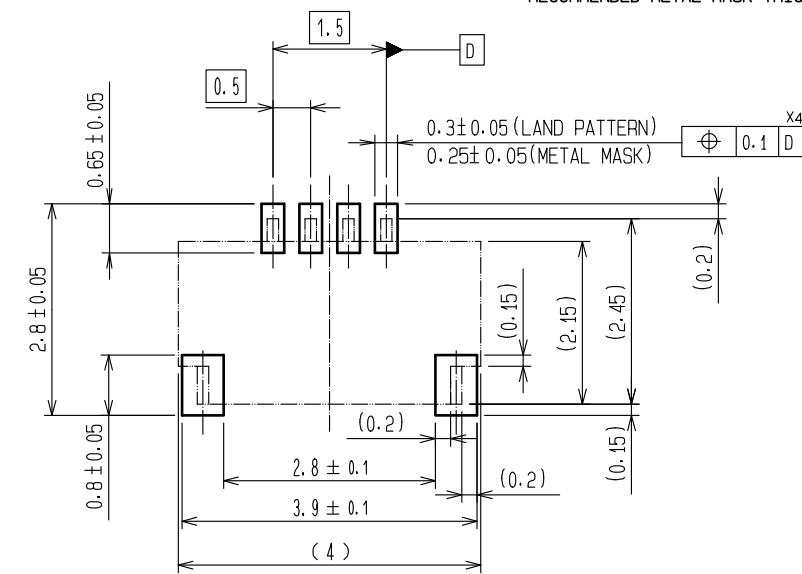 RECOMMENDED METAL MASK THIC
1.5
D
0.5
0.65±0.05
0.3±0.05(LAND PATTERN)
0.25±0.05(METAL MASK)
X4
0.1 D
2.8±0.05
(0.2)
(0.15)
(2.15)
(2.45)
0.8±0.05
(0.2)
(0.15)
2.8±0.1
(0.2)
3.9±0.1
(4)